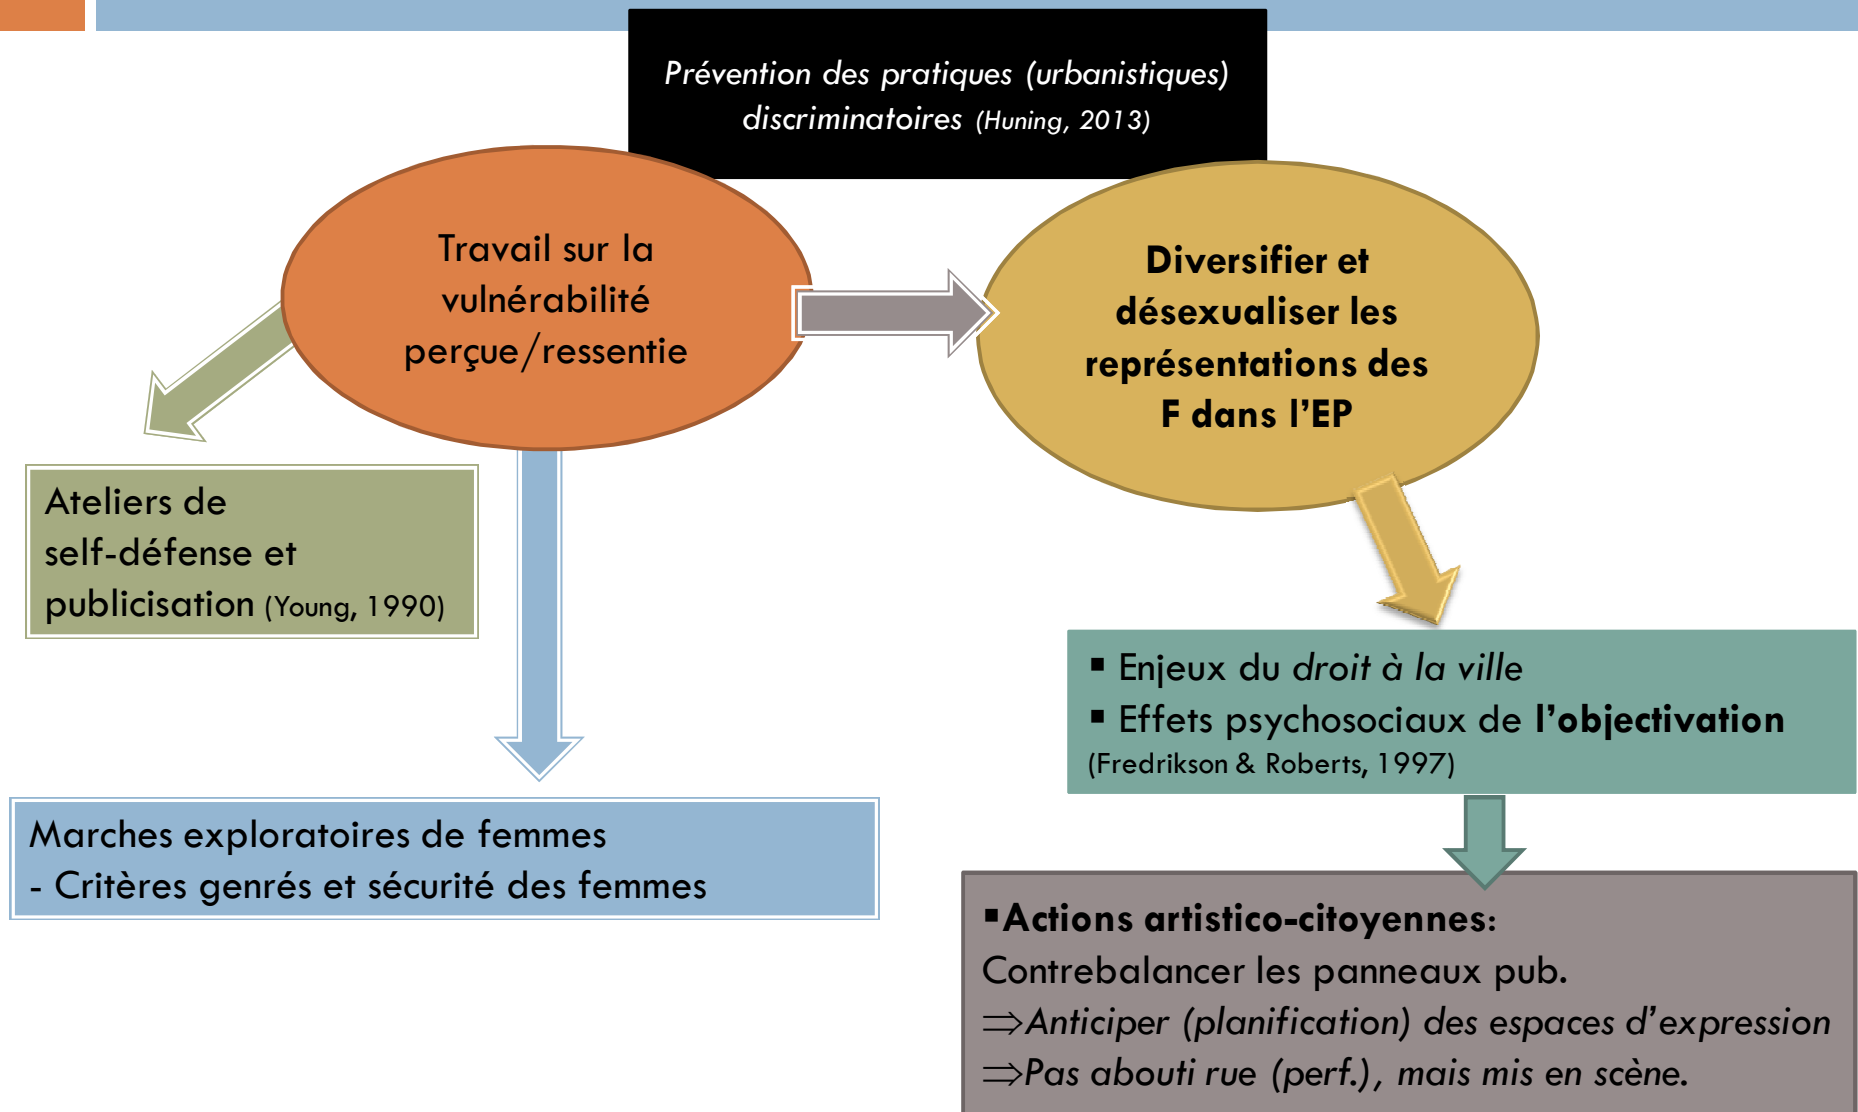 Prévention des pratiques (urbanistiques)
discriminatoires (Huning, 2013)
Travail sur la
vulnérabilité
perçue/ressentie
Diversifier et
désexualiser les
représentations des
F dans l’EP
Ateliers de
self-défense et
publicisation (Young, 1990)
Marches exploratoires de femmes
- Critères genrés et sécurité des femmes
▪ Enjeux du droit à la ville
▪ Effets psychosociaux de l’objectivation
(Fredrikson & Roberts, 1997)
▪Actions artistico-citoyennes:
Contrebalancer les panneaux pub.
⇒Anticiper (planification) des espaces d’expression
⇒Pas abouti rue (perf.), mais mis en scène.